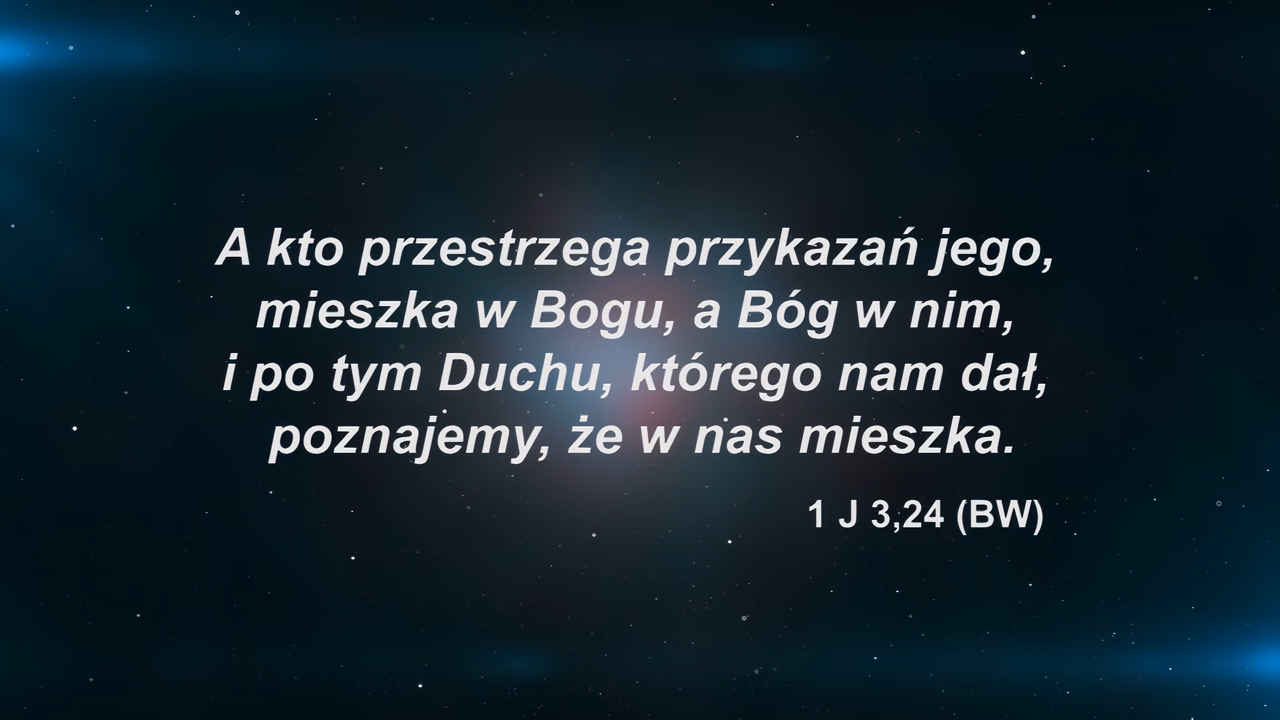 A kto przestrzega przykazań jego,
mieszka w Bogu, a Bóg w nim,
i po tym Duchu, którego nam dał,
poznajemy, że w nas mieszka.
1 J 3,24 (BW)